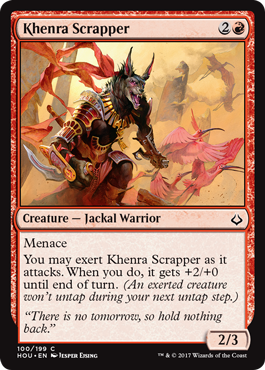 Khenra Scrapper 2
Creature — Jackal Warrior
Menace
You may exert Khenra Scrapper as it
attacks. When you do, it gets +2/+0
until end of turn. (An exerted creature
won't untap during your next untap step.)
"There is no tomorrow, so hold nothing
back."
2/3
100/199 C
HOU • EN Jesper Ejsing
™ & © 2017 Wizards of the Coast